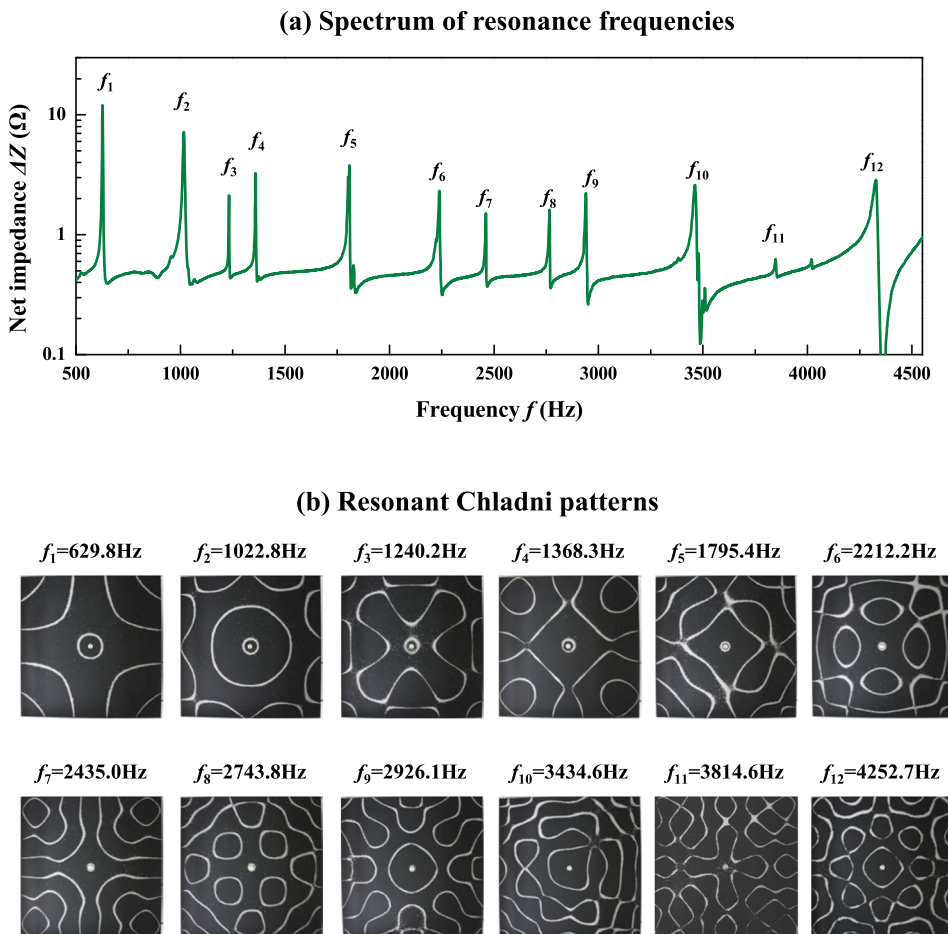 (a) Spectrum of resonance frequencies
Net impedance ΔZ (Ω)
10
1
0.1
f1
f2
f3
f4
f5
f6
f7
f8
f9
f10
f11
f12
500 1000 1500 2000 2500 3000 3500 4000 4500
Frequency f (Hz)
(b) Resonant Chladni patterns
f1=629.8Hz f2=1022.8Hz f3=1240.2Hz f4=1368.3Hz f5=1795.4Hz f6=2212.2Hz
f7=2435.0Hz f8=2743.8Hz f9=2926.1Hz f10=3434.6Hz f11=3814.6Hz f12=4252.7Hz